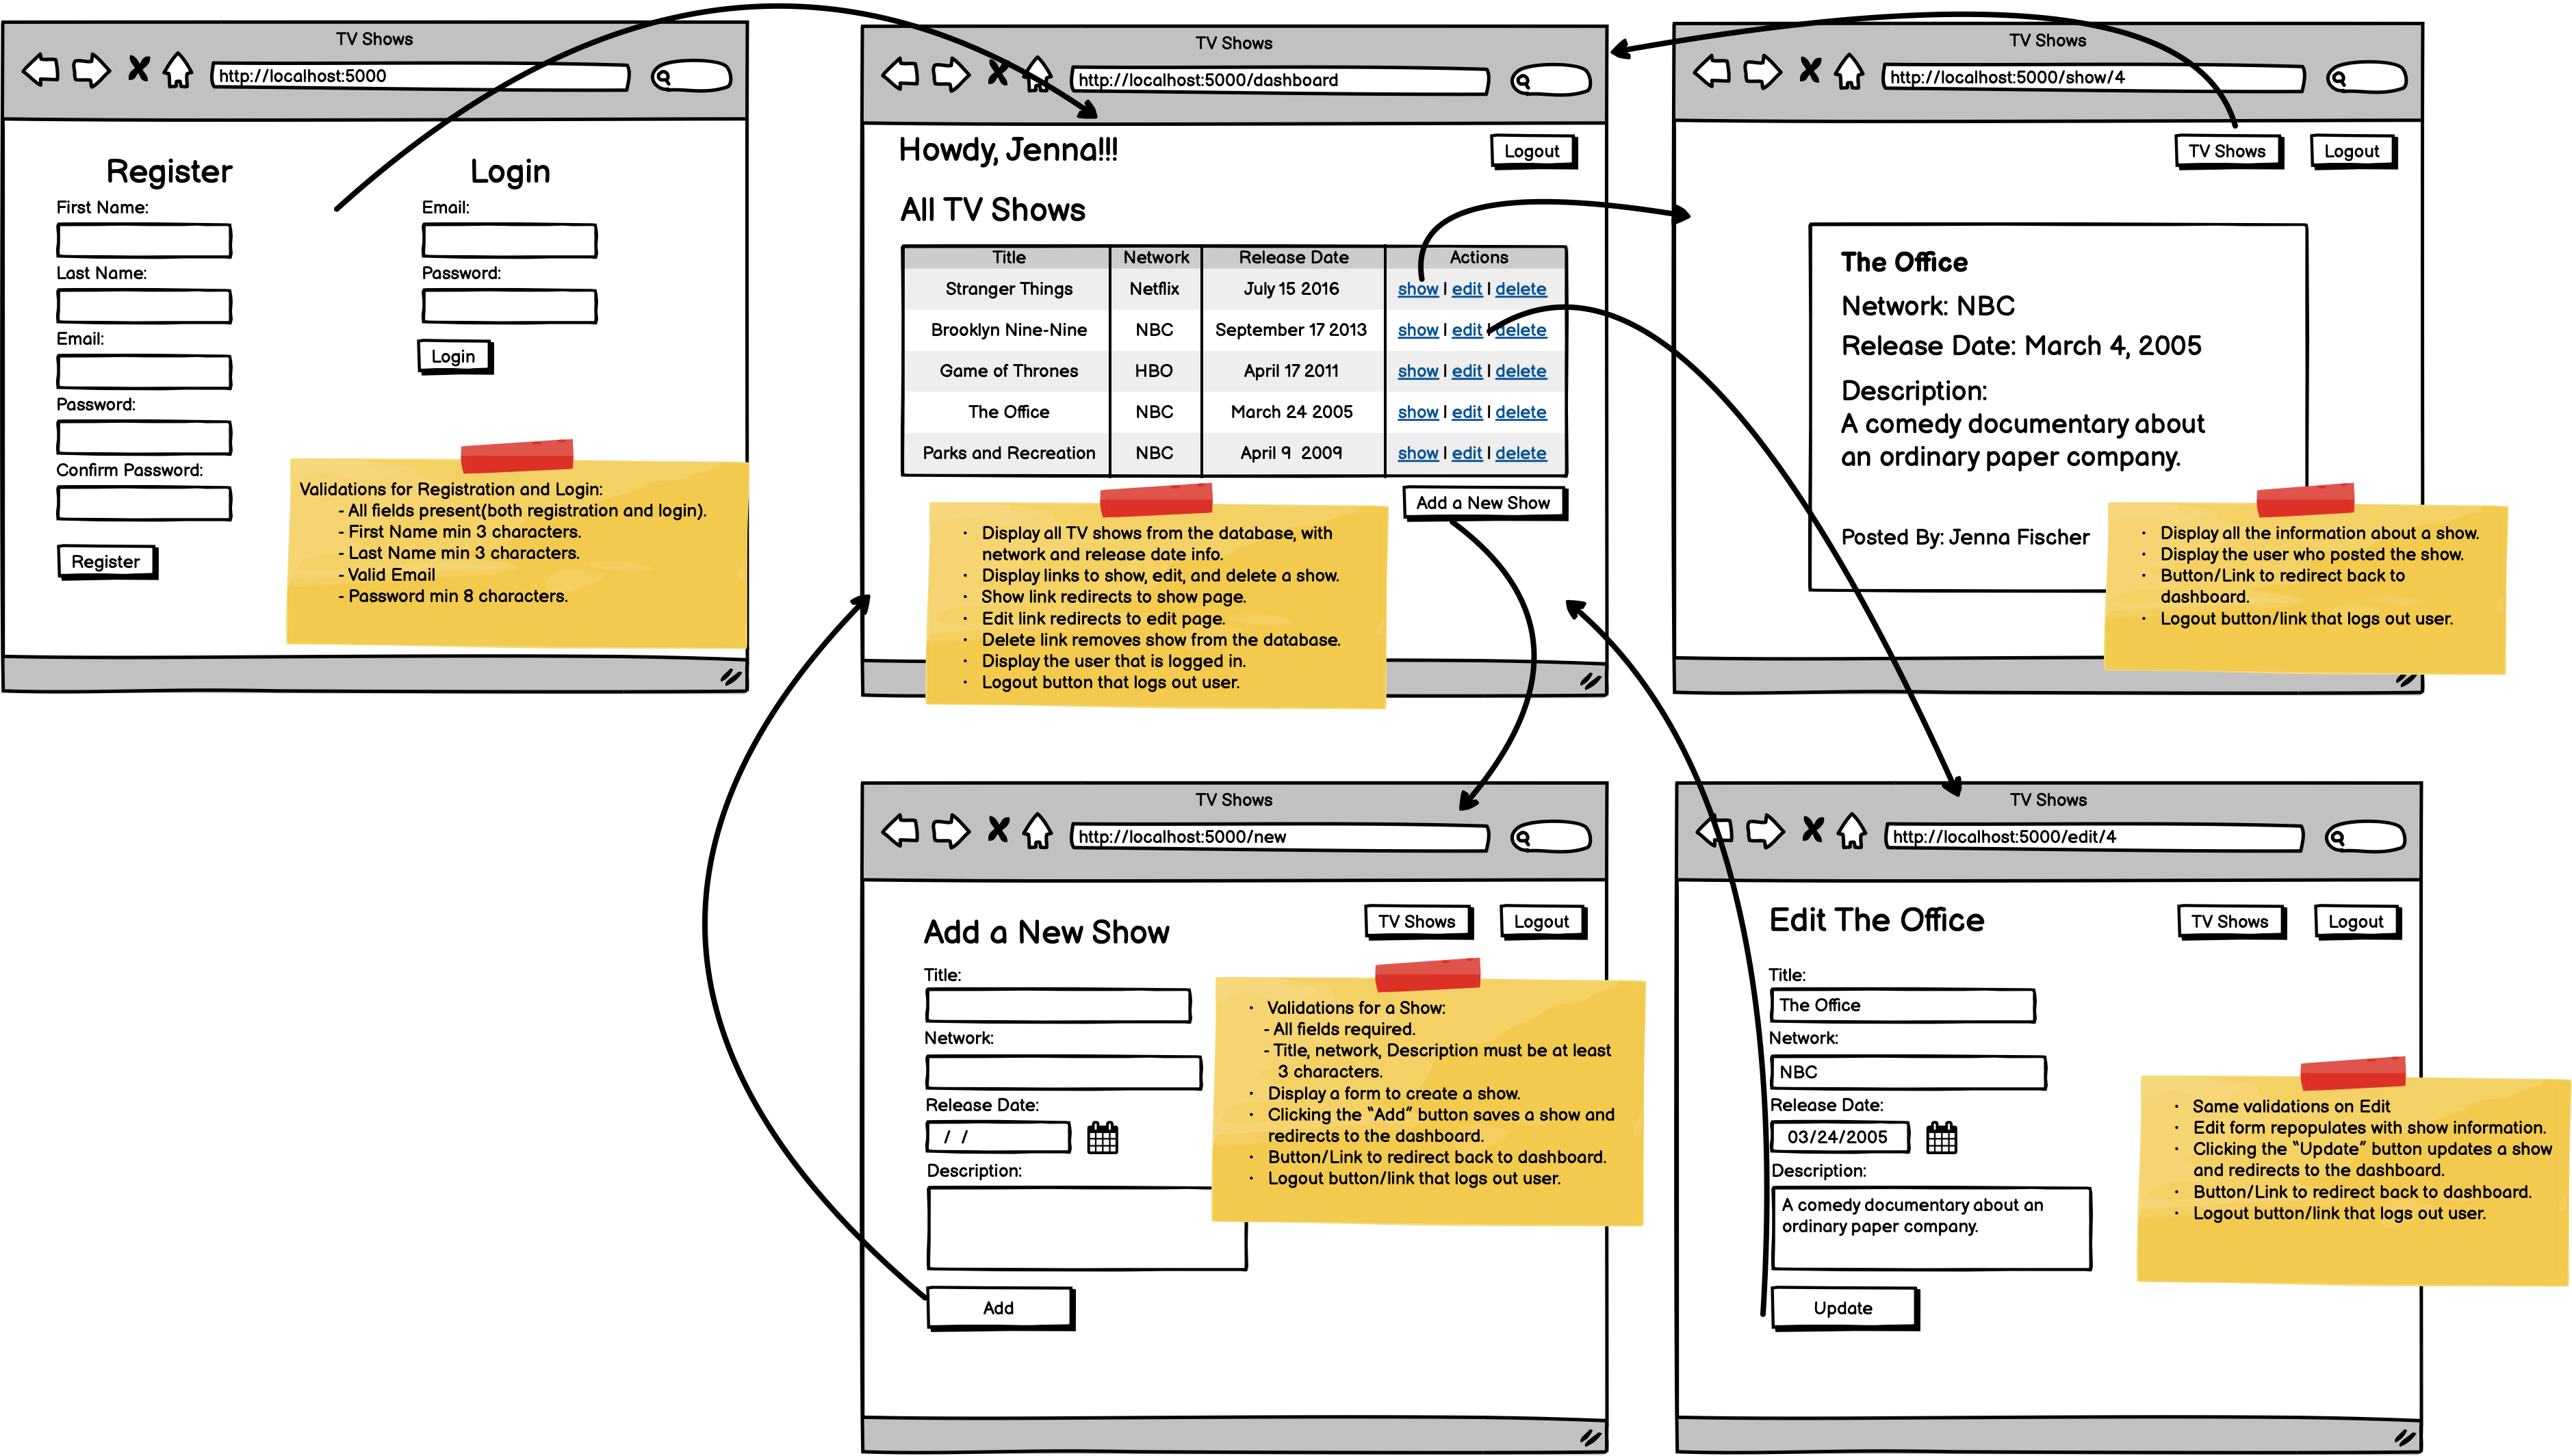 TV Shows
http://localhost:5000
Register
First Name:
Last Name:
Email:
Password:
Confirm Password:
Register
Login
Email:
Password:
Login
Validations for Registration and Login:
- All fields present(both registration and login).
- First Name min 3 characters.
- Last Name min 3 characters.
- Valid Email
- Password min 8 characters.
TV Shows
http://localhost:5000/dashboard
Howdy, Jenna!!!
Logout
All TV Shows
Title Network Release Date Actions
Stranger Things Netflix July 15 2016 show | edit | delete
Brooklyn Nine-Nine NBC September 17 2013 show | edit | delete
Game of Thrones HBO April 17 2011 show | edit | delete
The Office NBC March 24 2005 show | edit | delete
Parks and Recreation NBC April 9 2009 show | edit | delete
Add a New Show
· Display all TV shows from the database, with
network and release date info.
· Display links to show, edit, and delete a show.
· Show link redirects to show page.
· Edit link redirects to edit page.
· Delete link removes show from the database.
· Display the user that is logged in.
· Logout button that logs out user.
TV Shows
http://localhost:5000/show/4
TV Shows
Logout
The Office
Network: NBC
Release Date: March 4, 2005
Description:
A comedy documentary about
an ordinary paper company.
Posted By: Jenna Fischer
· Display all the information about a show.
· Display the user who posted the show.
· Button/Link to redirect back to
dashboard.
· Logout button/link that logs out user.
TV Shows
http://localhost:5000/new
Add a New Show
TV Shows
Logout
Title:
Network:
Release Date:
/ /
Description:
Add
· Validations for a Show:
- All fields required.
- Title, network, Description must be at least
3 characters.
· Display a form to create a show.
· Clicking the “Add” button saves a show and
redirects to the dashboard.
· Button/Link to redirect back to dashboard.
· Logout button/link that logs out user.
TV Shows
http://localhost:5000/edit/4
Edit The Office
TV Shows
Logout
Title:
The Office
Network:
NBC
Release Date:
03/24/2005
Description:
A comedy documentary about an
ordinary paper company.
Update
· Same validations on Edit
· Edit form repopulates with show information.
· Clicking the “Update” button updates a show
and redirects to the dashboard.
· Button/Link to redirect back to dashboard.
· Logout button/link that logs out user.